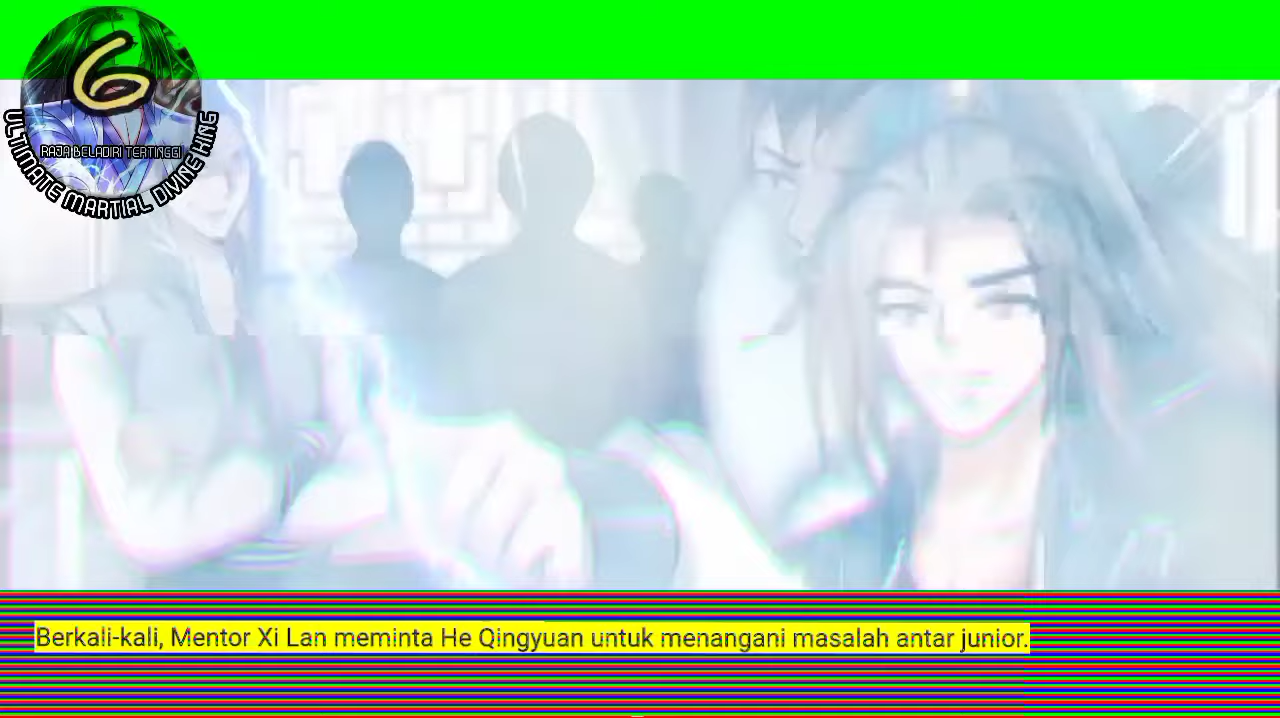 6
RAJA BELADIRI TERTINGGI
ULTIMATE MARTIAL DIVINE KING
Berkali-kali, Mentor Xi Lan meminta He Qingyuan untuk menangani masalah antar junior.